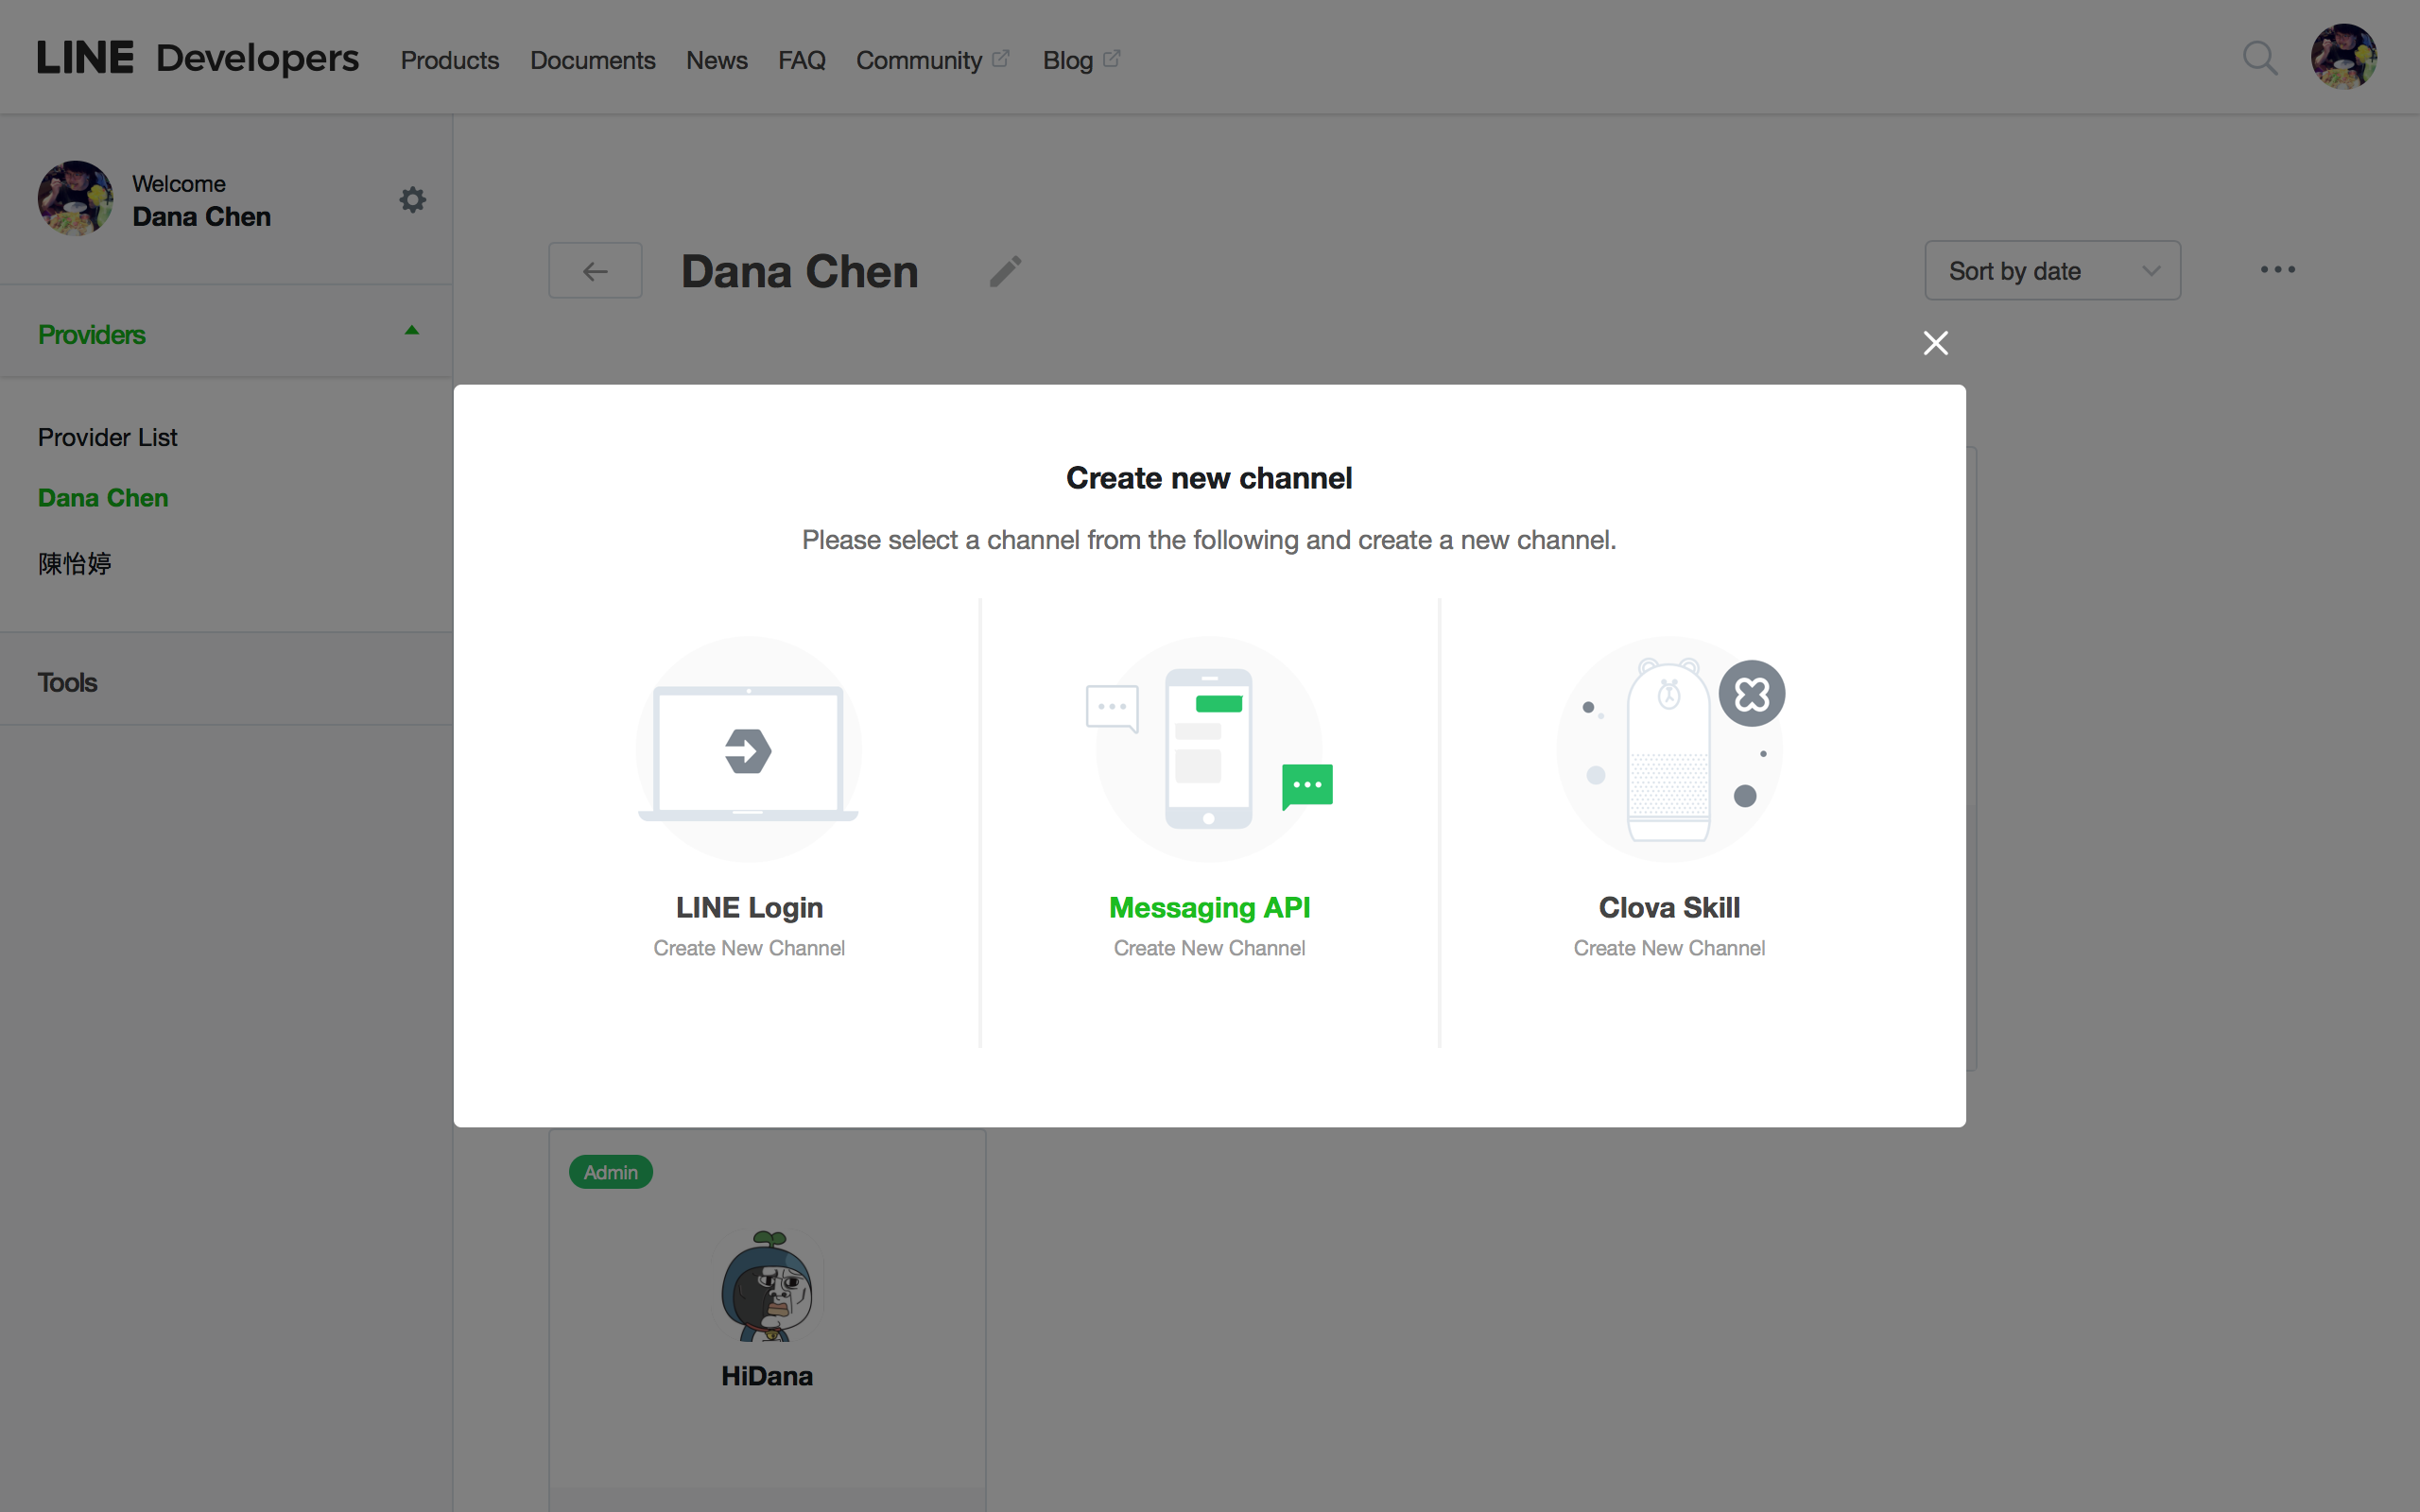 LINE Developers Products Documents News FAQ Community Blog
Welcome
Dana Chen
Providers
Provider List
Dana Chen
陳怡婷
Tools
Dana Chen
Sort by date
Create new channel
Please select a channel from the following and create a new channel.
LINE Login
Create New Channel
Messaging API
Create New Channel
Clova Skill
Create New Channel
Admin
HiDana